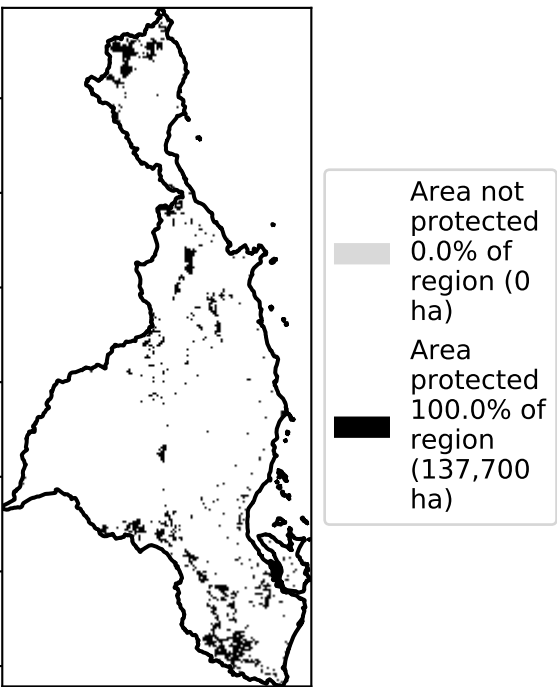 Area not
protected
0.0% of
region (0
ha)
Area
protected
100.0% of
region
(137,700
ha)